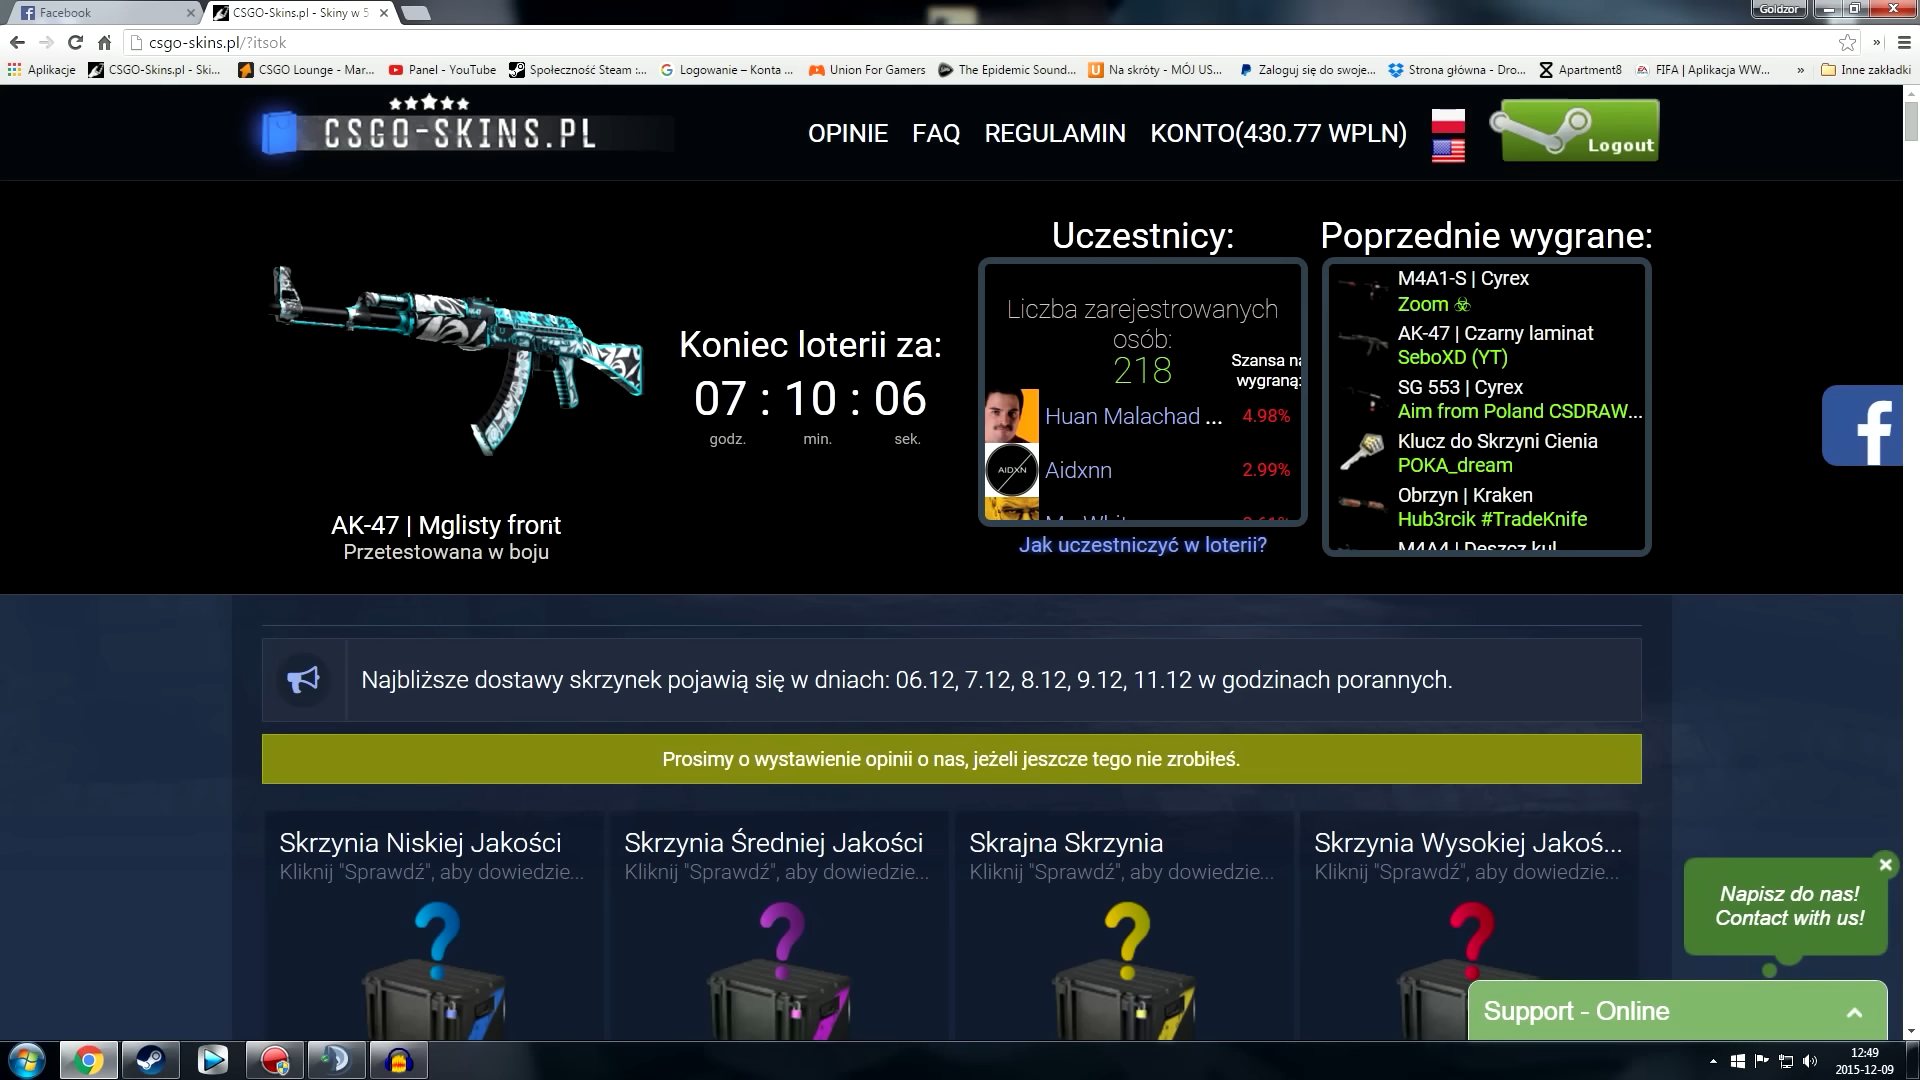 Facebook
CSGO-Skins.pl - Skiny w 5
Goldzor
csgo-skins.pl/?itsok
Aplikacje
CSGO-Skins.pl - Ski...
CSGO Lounge - Mar...
Panel - YouTube
Społeczność Steam :...
Logowanie – Konta ...
Union For Gamers
The Epidemic Sound...
Na skróty - MÓJ US...
Zaloguj się do swoje...
Strona główna - Dro...
Apartment8
FIFA | Aplikacja WW...
»
Inne zakładki
CSGO-SKINS.PL
OPINIE
FAQ
REGULAMIN
KONTO(430.77 WPLN)
Logout
Koniec loterii za:
07 : 10 : 06
godz.
min.
sek.
AK-47 | Mglisty front
Przetestowana w boju
Uczestnicy:
Liczba zarejestrowanych
osób:
218
Szansa na
wygraną:
Huan Malachad ...
4.98%
AIDXN
Aidxnn
2.99%
Jak uczestniczyć w loterii?
Poprzednie wygrane:
M4A1-S | Cyrex
Zoom ☣
AK-47 | Czarny laminat
SeboXD (YT)
SG 553 | Cyrex
Aim from Poland CSDRAW...
Klucz do Skrzyni Cienia
POKA_dream
Obrzyn | Kraken
Hub3rcik #TradeKnife
M4A4 | Deszcz kul
Najbliższe dostawy skrzynek pojawią się w dniach: 06.12, 7.12, 8.12, 9.12, 11.12 w godzinach porannych.
Prosimy o wystawienie opinii o nas, jeżeli jeszcze tego nie zrobiłeś.
Skrzynia Niskiej Jakości
Kliknij "Sprawdź", aby dowiedzie...
Skrzynia Średniej Jakości
Kliknij "Sprawdź", aby dowiedzie...
Skrajna Skrzynia
Kliknij "Sprawdź", aby dowiedzie...
Skrzynia Wysokiej Jakoś...
Kliknij "Sprawdź", aby dowiedzie...
Napisz do nas!
Contact with us!
Support - Online
12:49
2015-12-09